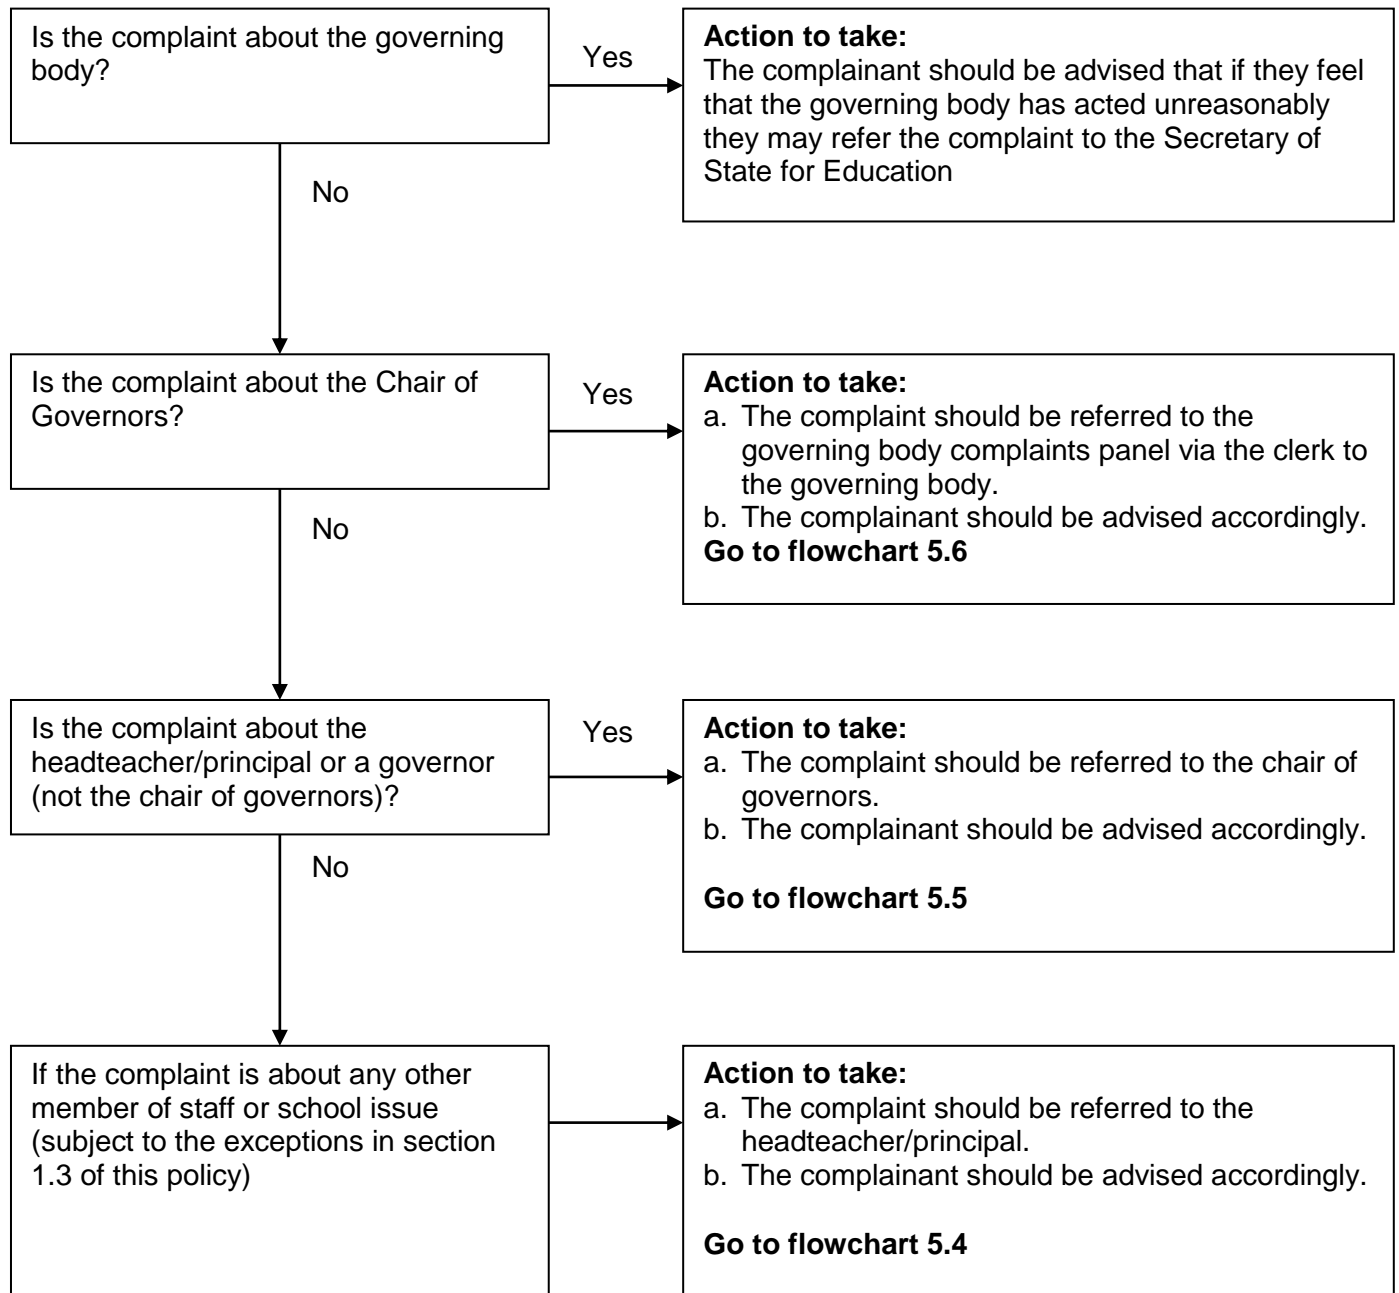 Is the complaint about the governing
body?
Yes
Action to take:
The complainant should be advised that if they feel
that the governing body has acted unreasonably
they may refer the complaint to the Secretary of
State for Education
No
Is the complaint about the Chair of
Governors?
Yes
Action to take:
a. The complaint should be referred to the
governing body complaints panel via the clerk to
the governing body.
b. The complainant should be advised accordingly.
Go to flowchart 5.6
No
Is the complaint about the
headteacher/principal or a governor
(not the chair of governors)?
Yes
Action to take:
a. The complaint should be referred to the chair of
governors.
b. The complainant should be advised accordingly.
Go to flowchart 5.5
No
If the complaint is about any other
member of staff or school issue
(subject to the exceptions in section
1.3 of this policy)
Action to take:
a. The complaint should be referred to the
headteacher/principal.
b. The complainant should be advised accordingly.
Go to flowchart 5.4